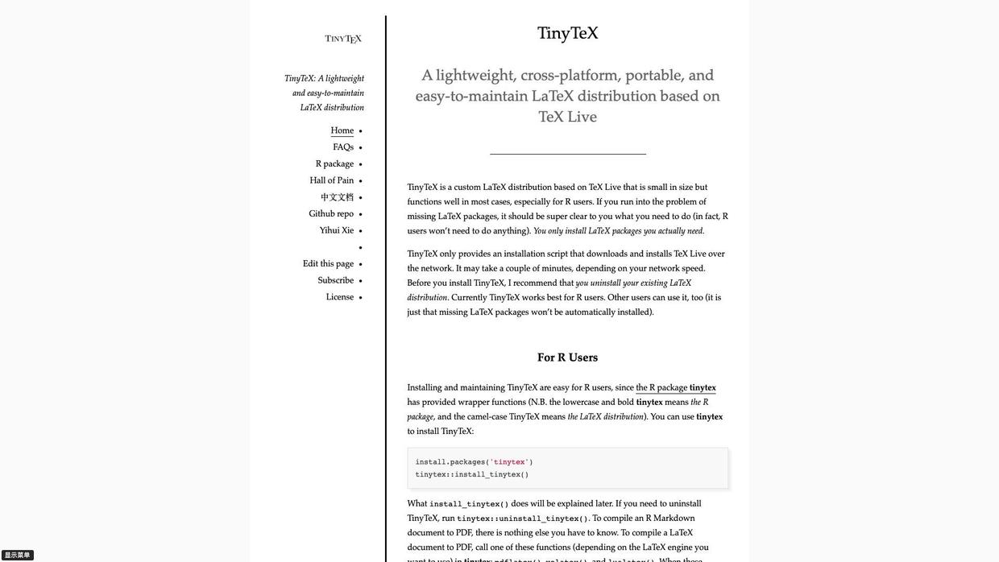 TinyTeX
TinyTeX: A lightweight
and easy-to-maintain
LaTeX distribution
Home
FAQs
R package
Hall of Pain
中文文档
Github repo
Yihui Xie
Edit this page
Subscribe
License
TinyTeX
A lightweight, cross-platform, portable, and
easy-to-maintain LaTeX distribution based on
TeX Live
TinyTeX is a custom LaTeX distribution based on TeX Live that is small in size but
functions well in most cases, especially for R users. If you run into the problem of
missing LaTeX packages, it should be super clear to you what you need to do (in fact, R
users won’t need to do anything). You only install LaTeX packages you actually need.
TinyTeX only provides an installation script that downloads and installs TeX Live over
the network. It may take a couple of minutes, depending on your network speed.
Before you install TinyTeX, I recommend that you uninstall your existing LaTeX
distribution. Currently TinyTeX works best for R users. Other users can use it, too (it is
just that missing LaTeX packages won’t be automatically installed).
For R Users
Installing and maintaining TinyTeX are easy for R users, since the R package tinytex
has provided wrapper functions (N.B. the lowercase and bold tinytex means the R
package, and the camel-case TinyTeX means the LaTeX distribution). You can use tinytex
to install TinyTeX:
install.packages('tinytex')
tinytex::install_tinytex()
What install_tinytex() does will be explained later. If you need to uninstall
TinyTeX, run tinytex::uninstall_tinytex(). To compile an R Markdown
document to PDF, there is nothing else you have to know. To compile a LaTeX
document to PDF, call one of these functions (depending on the LaTeX engine you
want to use) in tinytex: pdflatex(), xelatex(), and lualatex(). When these
显示菜单